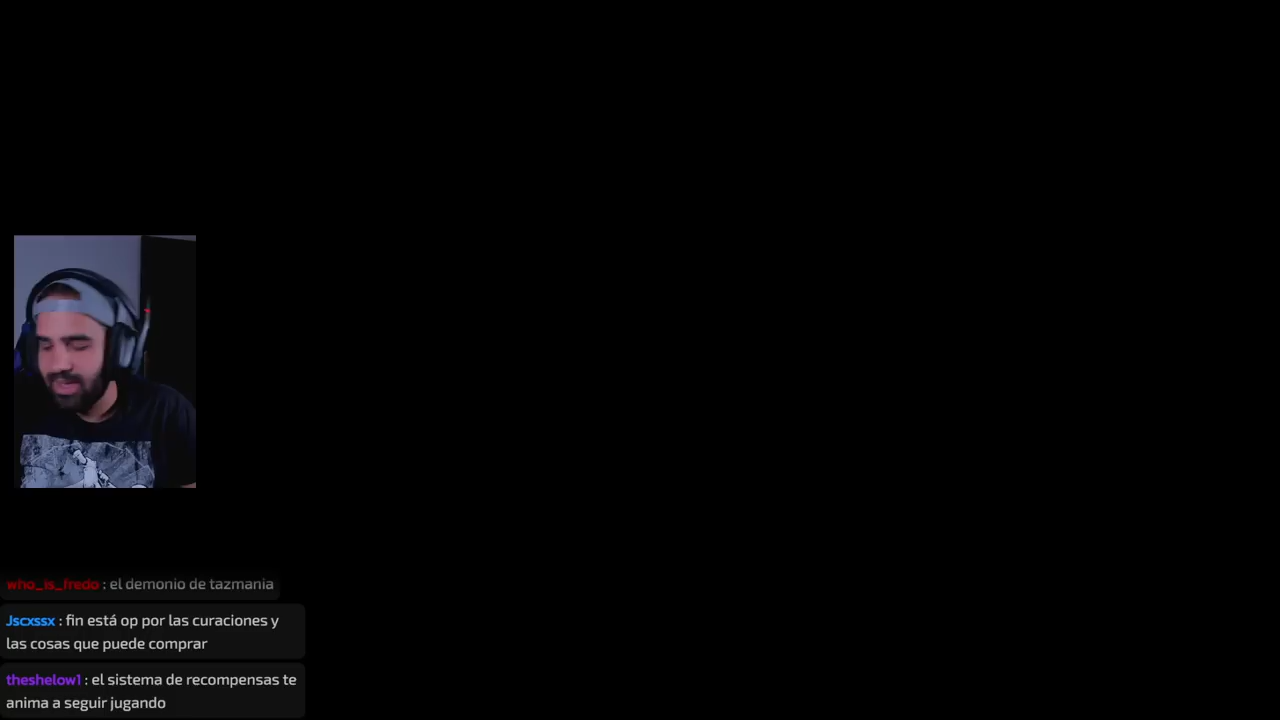 who_is_fredo : el demonio de tazmania
Jscxssx : fin está op por las curaciones y
las cosas que puede comprar
theshelow1 : el sistema de recompensas te
anima a seguir jugando